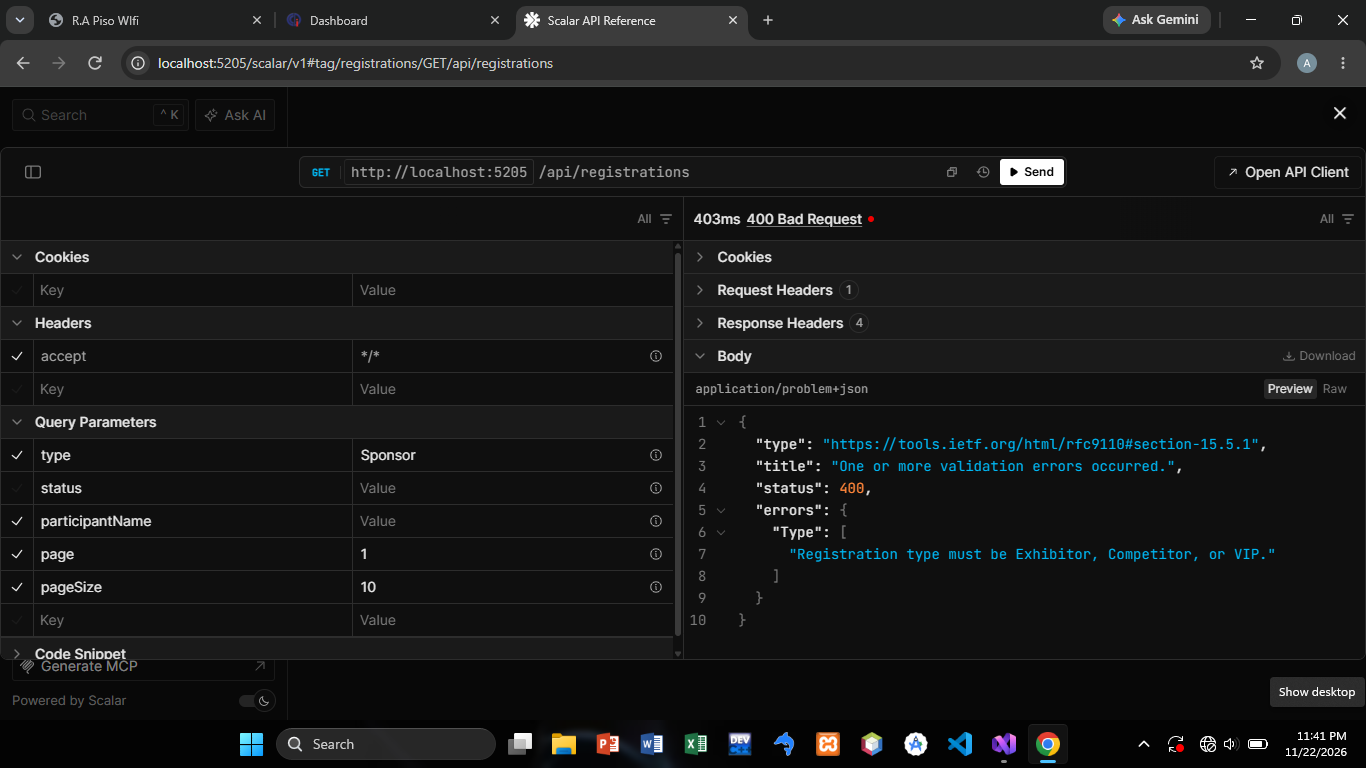 R.A Piso WIfi
Dashboard
Scalar API Reference
Ask Gemini
localhost:5205/scalar/v1#tag/registrations/GET/api/registrations
A
Search
^ K
Ask AI
GET http://localhost:5205 /api/registrations
Send
Open API Client
All
403ms 400 Bad Request
All
Cookies
Key Value
Headers
accept */*
Key Value
Query Parameters
type Sponsor
status Value
participantName Value
page 1
pageSize 10
Key Value
Code Snippet
Cookies
Request Headers 1
Response Headers 4
Body
Download
application/problem+json
Preview Raw
1 {
2 "type": "https://tools.ietf.org/html/rfc9110#section-15.5.1",
3 "title": "One or more validation errors occurred.",
4 "status": 400,
5 "errors": {
6 "Type": [
7 "Registration type must be Exhibitor, Competitor, or VIP."
8 ]
9 }
10 }
Generate MCP
Powered by Scalar
Show desktop
Search
DEV
11:41 PM
11/22/2026